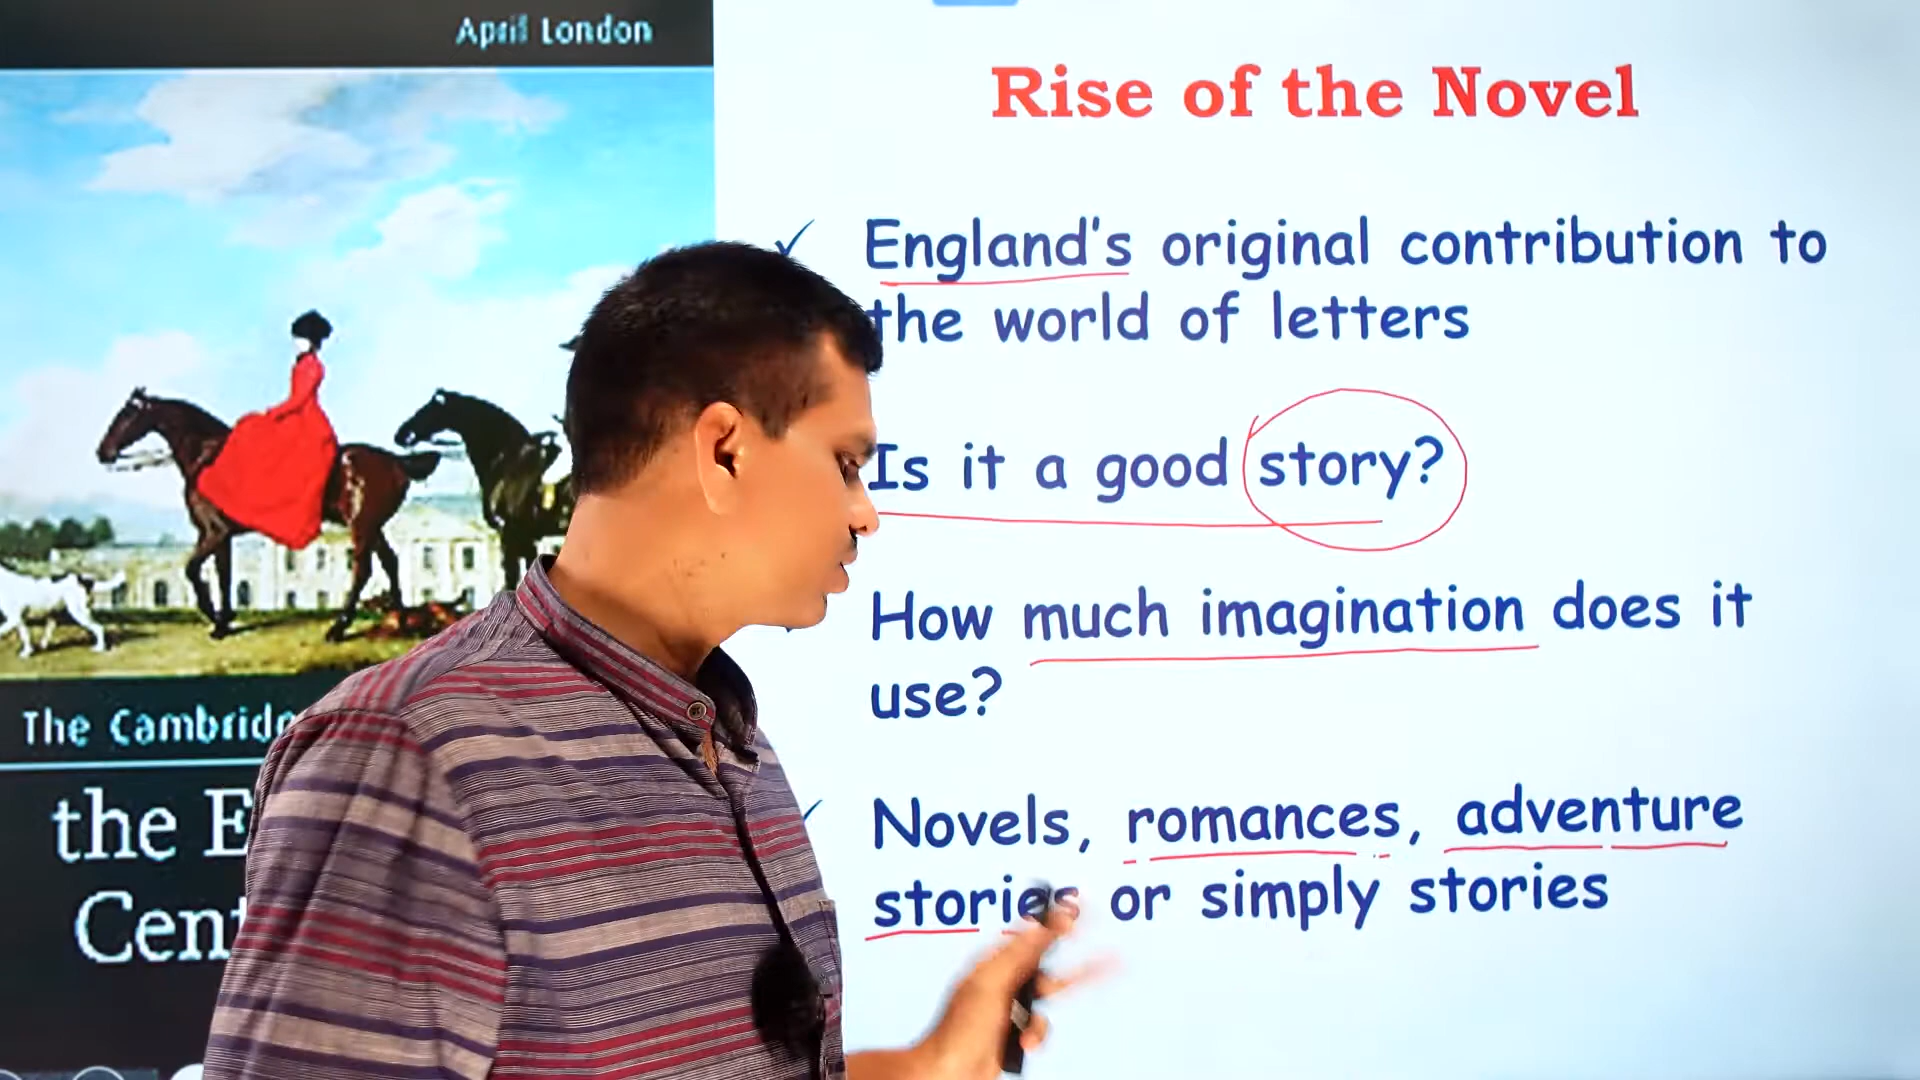 April London
The Cambridge
the E
Cent
Rise of the Novel
England's original contribution to
the world of letters
Is it a good story?
How much imagination does it
use?
Novels, romances, adventure
stories or simply stories